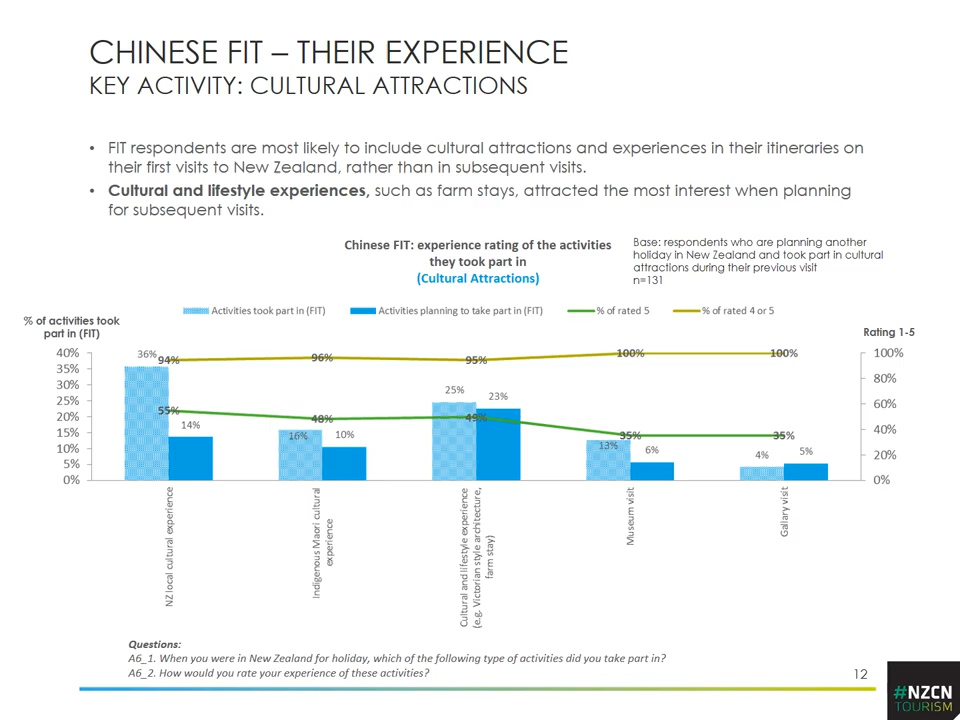 CHINESE FIT – THEIR EXPERIENCE
KEY ACTIVITY: CULTURAL ATTRACTIONS
• FIT respondents are most likely to include cultural attractions and experiences in their itineraries on
their first visits to New Zealand, rather than in subsequent visits.
• Cultural and lifestyle experiences, such as farm stays, attracted the most interest when planning
for subsequent visits.
Chinese FIT: experience rating of the activities
they took part in
(Cultural Attractions)
Base: respondents who are planning another
holiday in New Zealand and took part in cultural
attractions during their previous visit
n=131
Activities took part in (FIT)
Activities planning to take part in (FIT)
% of rated 5
% of rated 4 or 5
% of activities took
part in (FIT)
Rating 1-5
40%
35%
30%
25%
20%
15%
10%
5%
0%
36%
94%
96%
95%
100%
100%
55%
48%
49%
35%
35%
14%
16%
10%
25%
23%
13%
6%
4%
5%
100%
80%
60%
40%
20%
0%
NZ local cultural experience
Indigenous Maori cultural
experience
Cultural and lifestyle experience
(e.g. Victorian style architecture,
farm stay)
Museum visit
Gallary visit
Questions:
A6_1. When you were in New Zealand for holiday, which of the following type of activities did you take part in?
A6_2. How would you rate your experience of these activities?
12
#NZCN
TOURISM